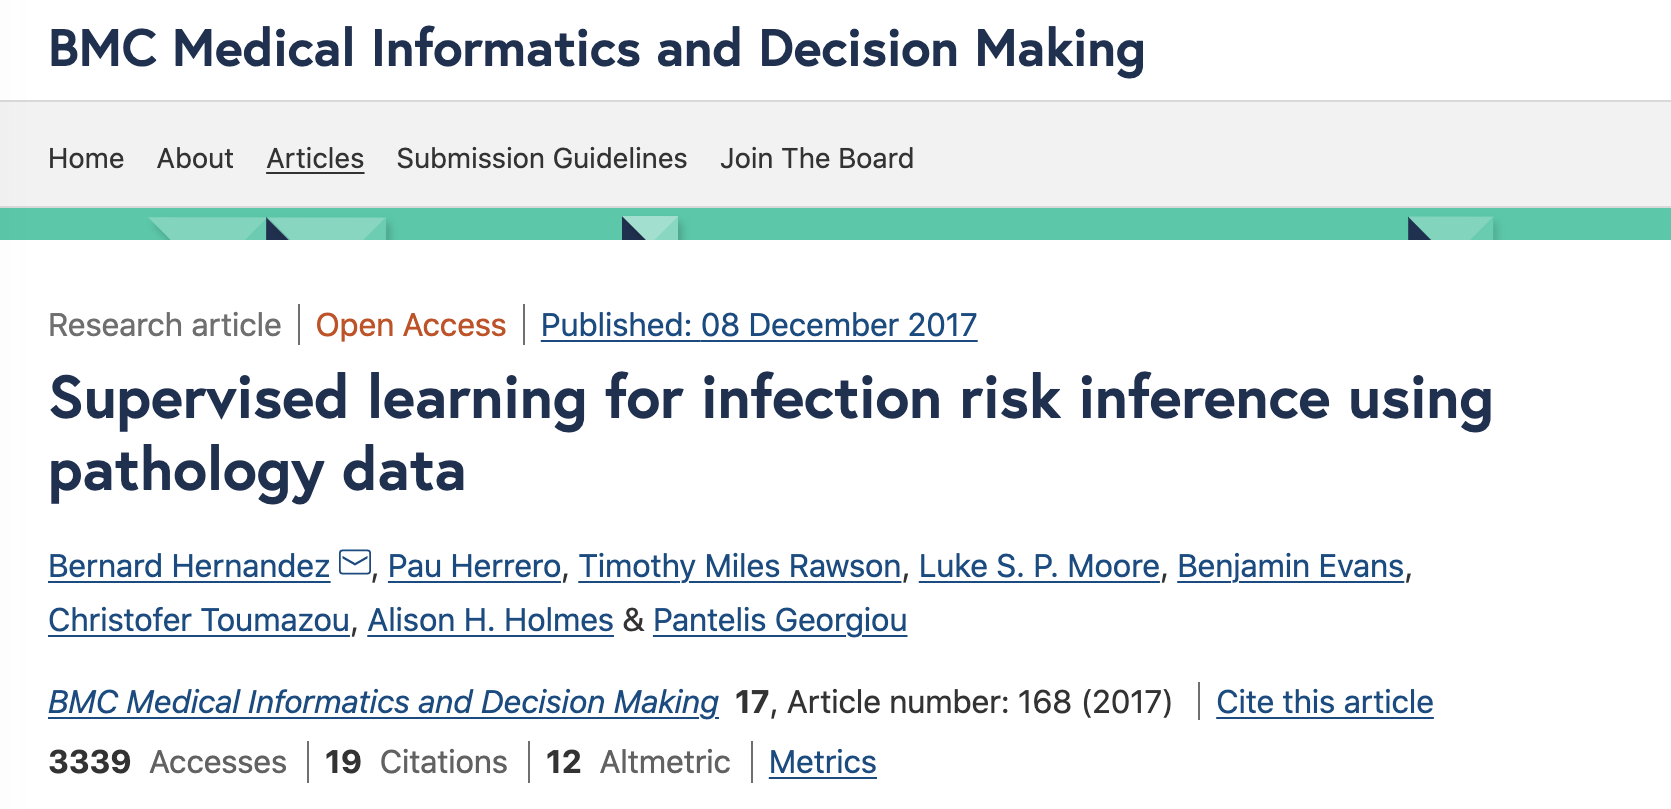 BMC Medical Informatics and Decision Making
Home About Articles Submission Guidelines Join The Board
Research article | Open Access | Published: 08 December 2017
Supervised learning for infection risk inference using
pathology data
Bernard Hernandez, Pau Herrero, Timothy Miles Rawson, Luke S. P. Moore, Benjamin Evans,
Christofer Toumazou, Alison H. Holmes & Pantelis Georgiou
BMC Medical Informatics and Decision Making 17, Article number: 168 (2017) | Cite this article
3339 Accesses | 19 Citations | 12 Altmetric | Metrics